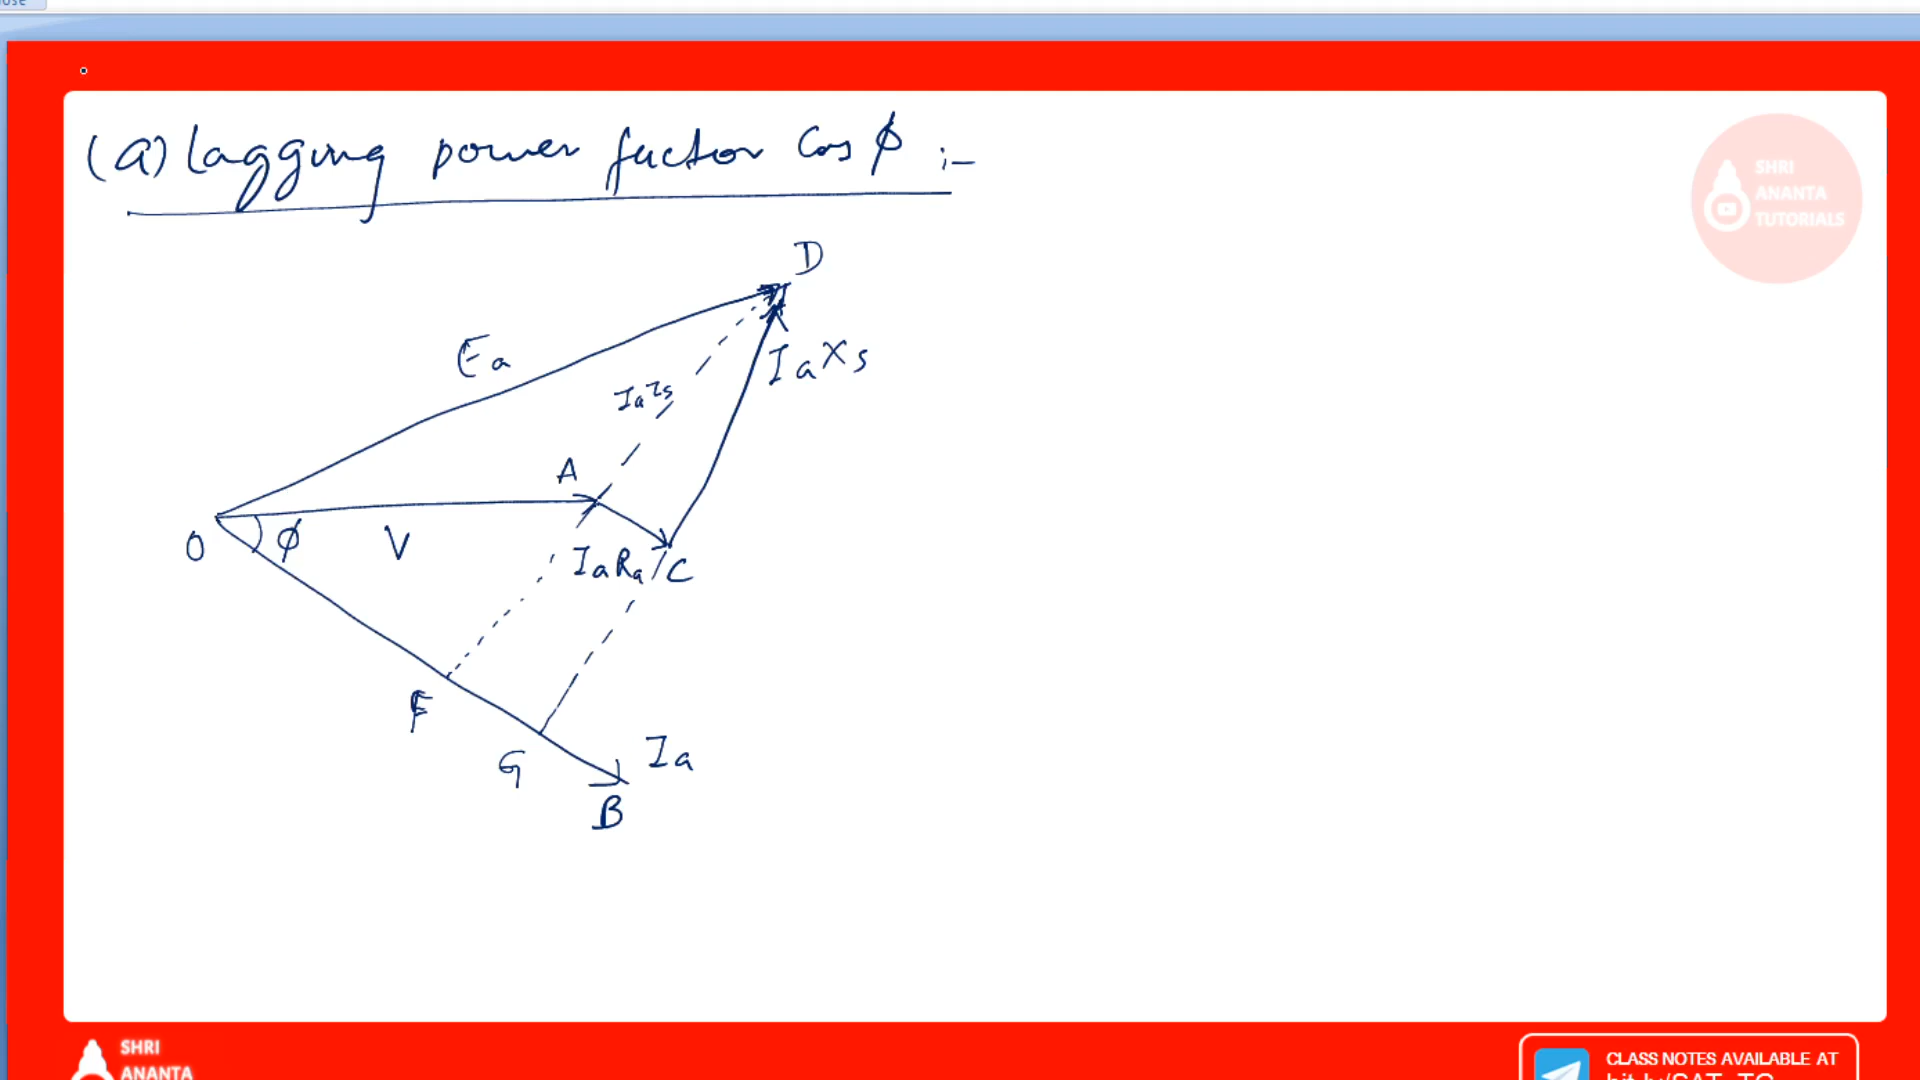 (a) Lagging power factor Cos ϕ :-
SHRI
ANANTA
TUTORIALS
D
Ea
IaXs
IaZs
A
O
ϕ
V
IaRa
C
F
G
Ia
B
SHRI
ANANTA
CLASS NOTES AVAILABLE AT